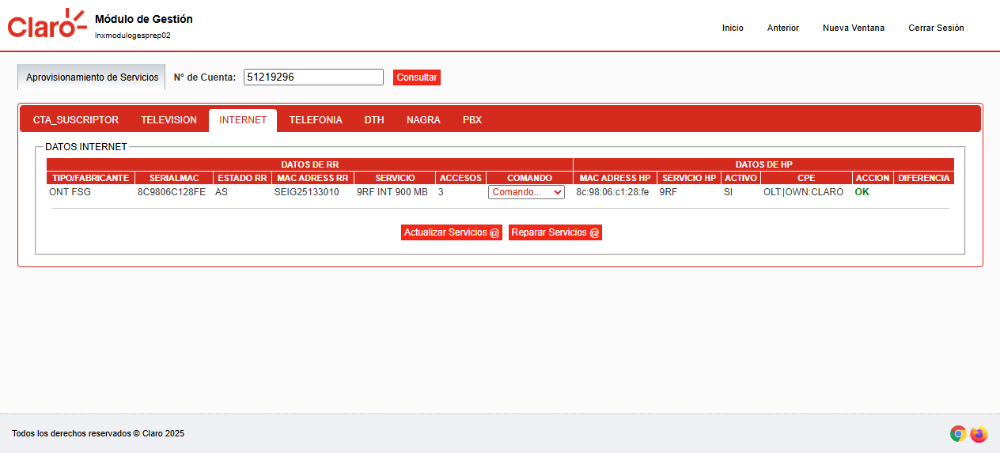 Claro
Módulo de Gestión
lnxmodulogesprep02
Inicio Anterior Nueva Ventana Cerrar Sesión
Aprovisionamiento de Servicios N° de Cuenta: 51219296 Consultar
CTA_SUSCRIPTOR TELEVISION INTERNET TELEFONIA DTH NAGRA PBX
DATOS INTERNET
DATOS DE RR DATOS DE HP
TIPO/FABRICANTE SERIALMAC ESTADO RR MAC ADRESS RR SERVICIO ACCESOS COMANDO MAC ADRESS HP SERVICIO HP ACTIVO CPE ACCION DIFERENCIA
ONT FSG 8C9806C128FE AS SEIG25133010 9RF INT 900 MB 3 Comando... 8c:98:06:c1:28:fe 9RF SI OLT:|OWN:CLARO OK
Actualizar Servicios @ Reparar Servicios @
Todos los derechos reservados © Claro 2025